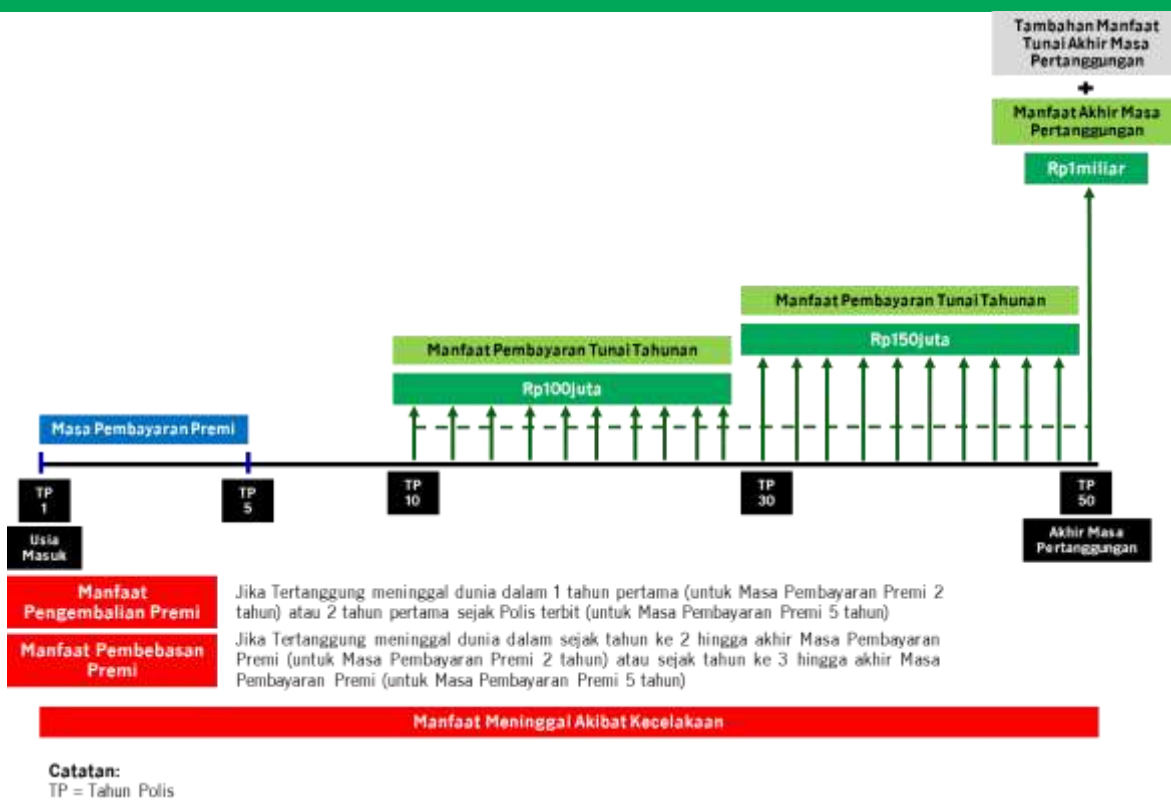 Tambahan Manfaat
Tunai Akhir Masa
Pertanggungan
+
Manfaat Akhir Masa
Pertanggungan
Rp1miliar
Manfaat Pembayaran Tunai Tahunan
Rp150juta
Manfaat Pembayaran Tunai Tahunan
Rp100juta
Masa Pembayaran Premi
TP
1
TP
5
TP
10
TP
30
TP
50
Usia
Masuk
Akhir Masa
Pertanggungan
Manfaat
Pengembalian Premi
Jika Tertanggung meninggal dunia dalam 1 tahun pertama (untuk Masa Pembayaran Premi 2
tahun) atau 2 tahun pertama sejak Polis terbit (untuk Masa Pembayaran Premi 5 tahun)
Manfaat Pembebasan
Premi
Jika Tertanggung meninggal dunia dalam sejak tahun ke 2 hingga akhir Masa Pembayaran
Premi (untuk Masa Pembayaran Premi 2 tahun) atau sejak tahun ke 3 hingga akhir Masa
Pembayaran Premi (untuk Masa Pembayaran Premi 5 tahun)
Manfaat Meninggal Akibat Kecelakaan
Catatan:
TP = Tahun Polis